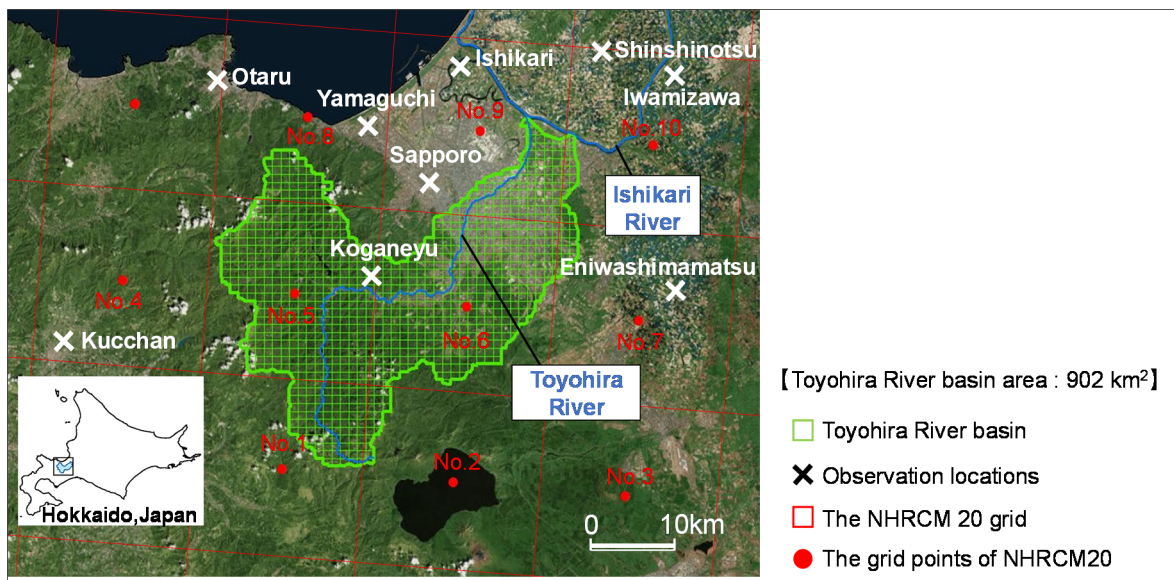 Shinshinotsu
Ishikari
Otaru
Iwamizawa
Yamaguchi
No.9
No.8
No.10
Sapporo
Ishikari
River
Koganeyu
Eniwashimamatsu
No.4
No.5
No.6
No.7
Kucchan
Toyohira
River
No.1
No.2
No.3
Hokkaido,Japan
0 10km
【Toyohira River basin area : 902 km²】
Toyohira River basin
Observation locations
The NHRCM 20 grid
The grid points of NHRCM20